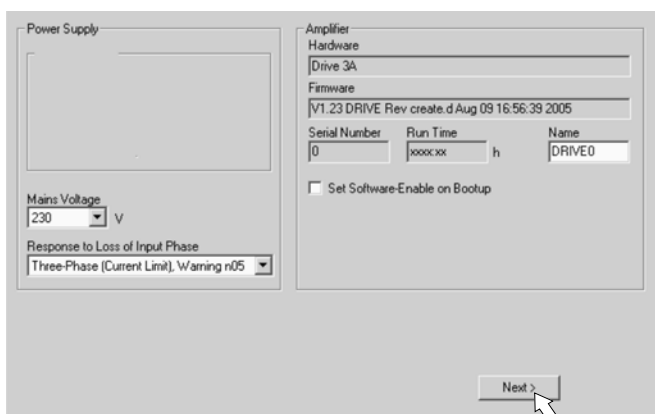 Power Supply
Mains Voltage
230 V
Response to Loss of Input Phase
Three-Phase (Current Limit), Warning n05
Amplifier
Hardware
Drive 3A
Firmware
V1.23 DRIVE Rev create.d Aug 09 16:56:39 2005
Serial Number Run Time Name
0 xxxx:xx h DRIVE0
Set Software-Enable on Bootup
Next >